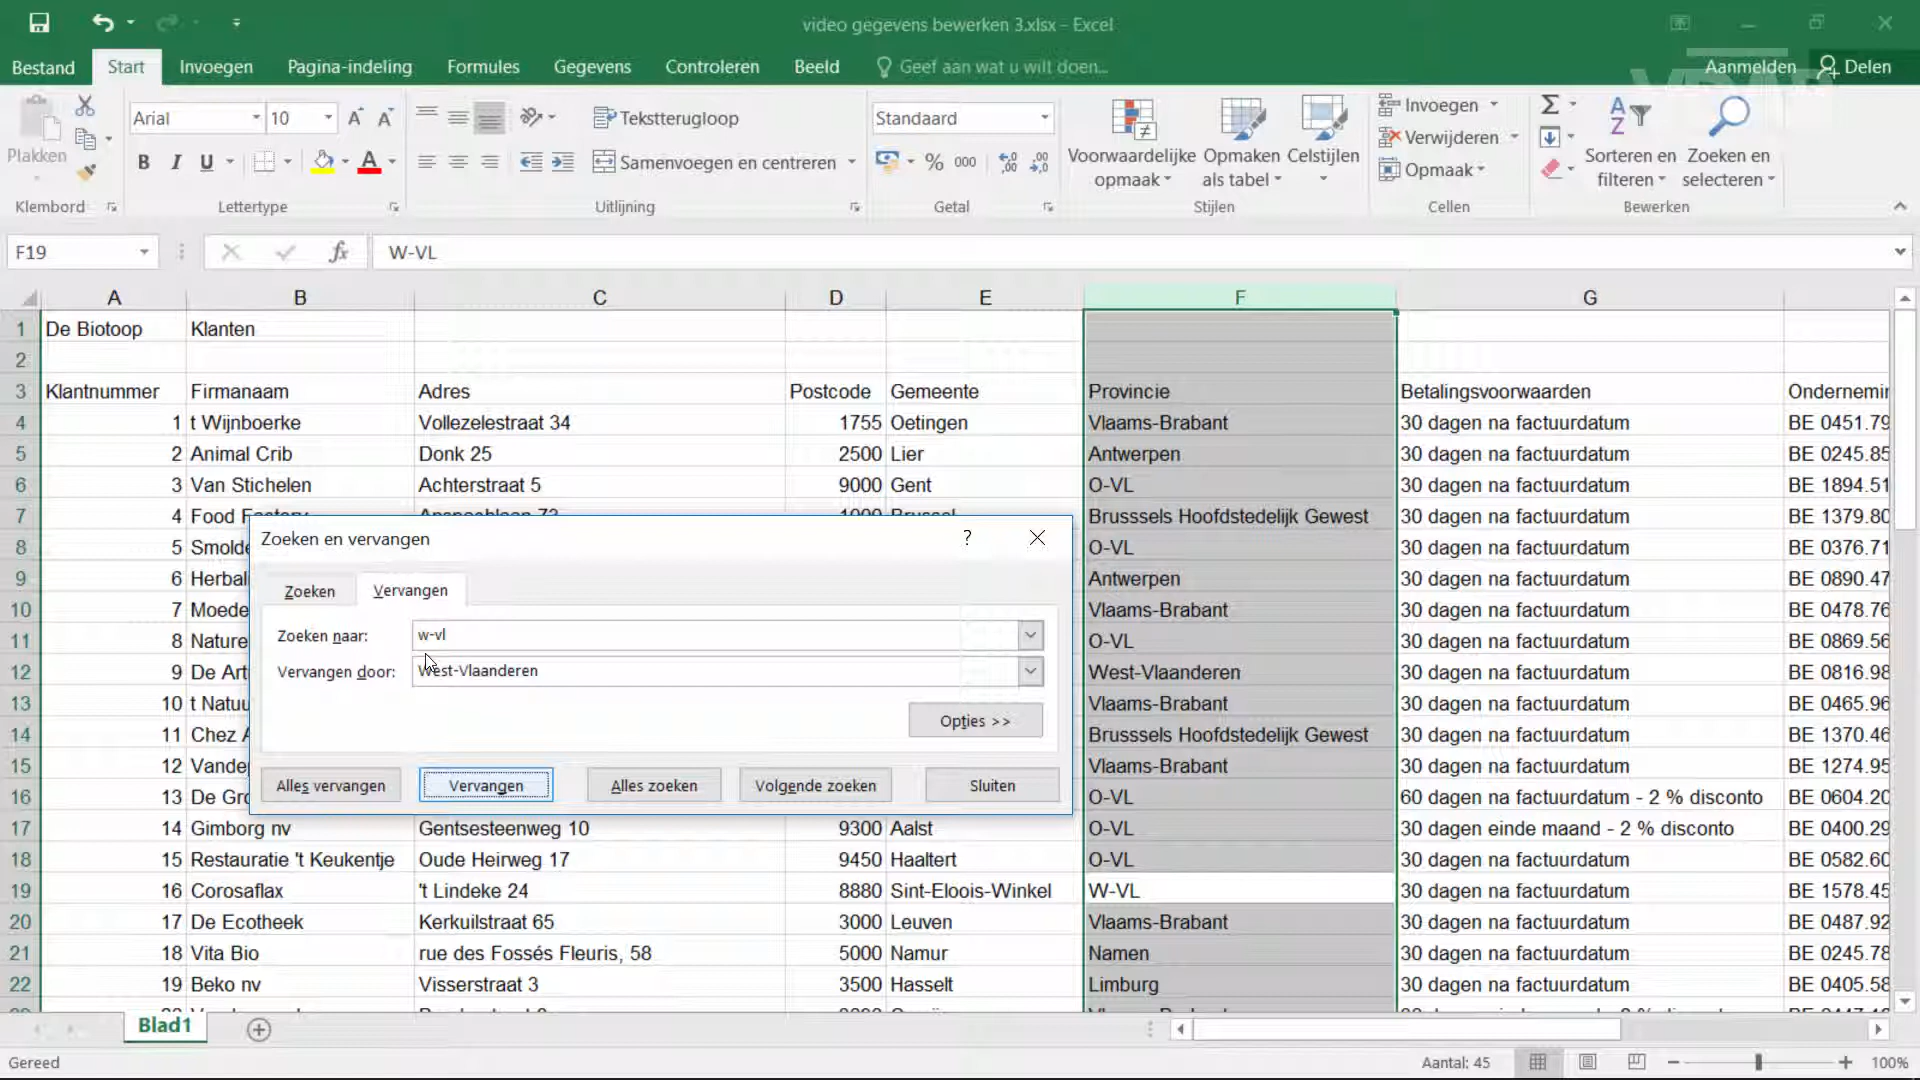 video gegevens bewerken 3.xlsx - Excel
Bestand Start Invoegen Pagina-indeling Formules Gegevens Controleren Beeld Geef aan wat u wilt doen... Aanmelden Delen
Plakken Arial 10 Tekstterugloop Standaard Invoegen
B I U A Samenvoegen en centreren % 000 Verwijderen
Voorwaardelijke opmaak Opmaken als tabel Celstijlen Opmaak Sorteren en filteren Zoeken en selecteren
Klembord Lettertype Uitlijning Getal Stijlen Cellen Bewerken
F19 fx W-VL
A B C D E F G
1 De Biotoop Klanten
2
3 Klantnummer Firmanaam Adres Postcode Gemeente Provincie Betalingsvoorwaarden Ondernemin
4 1 t Wijnboerke Vollezelestraat 34 1755 Oetingen Vlaams-Brabant 30 dagen na factuurdatum BE 0451.79
5 2 Animal Crib Donk 25 2500 Lier Antwerpen 30 dagen na factuurdatum BE 0245.85
6 3 Van Stichelen Achterstraat 5 9000 Gent O-VL 30 dagen na factuurdatum BE 1894.51
7 4 Food Brusssels Hoofdstedelijk Gewest 30 dagen na factuurdatum BE 1379.80
8 5 Smolde O-VL 30 dagen na factuurdatum BE 0376.71
9 6 Herbal Antwerpen 30 dagen na factuurdatum BE 0890.47
10 7 Moede Vlaams-Brabant 30 dagen na factuurdatum BE 0478.76
11 8 Nature O-VL 30 dagen na factuurdatum BE 0869.56
12 9 De Art West-Vlaanderen 30 dagen na factuurdatum BE 0816.98
13 10 t Natuu Vlaams-Brabant 30 dagen na factuurdatum BE 0465.96
14 11 Chez Brusssels Hoofdstedelijk Gewest 30 dagen na factuurdatum BE 1370.46
15 12 Vande Vlaams-Brabant 30 dagen na factuurdatum BE 1274.95
16 13 De Gro O-VL 60 dagen na factuurdatum - 2 % disconto BE 0604.20
17 14 Gimborg nv Gentsesteenweg 10 9300 Aalst O-VL 30 dagen einde maand - 2 % disconto BE 0400.29
18 15 Restauratie 't Keukentje Oude Heirweg 17 9450 Haaltert O-VL 30 dagen na factuurdatum BE 0582.60
19 16 Corosaflax 't Lindeke 24 8880 Sint-Eloois-Winkel W-VL 30 dagen na factuurdatum BE 1578.45
20 17 De Ecotheek Kerkuilstraat 65 3000 Leuven Vlaams-Brabant 30 dagen na factuurdatum BE 0487.92
21 18 Vita Bio rue des Fossés Fleuris, 58 5000 Namur Namen 30 dagen na factuurdatum BE 0245.78
22 19 Beko nv Visserstraat 3 3500 Hasselt Limburg 30 dagen na factuurdatum BE 0405.58
Zoeken en vervangen ?
Zoeken Vervangen
Zoeken naar: w-vl
Vervangen door: West-Vlaanderen
Opties >>
Alles vervangen Vervangen Alles zoeken Volgende zoeken Sluiten
Blad1
Gereed Aantal: 45 100%